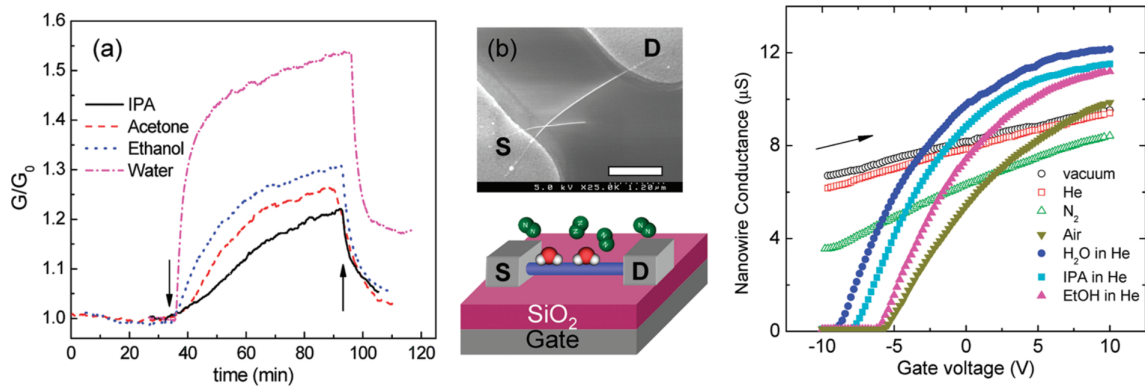 (a)
G/G0
1.6
1.5
1.4
1.3
1.2
1.1
1.0
IPA
Acetone
Ethanol
Water
0 20 40 60 80 100 120
time (min)
(b)
D
S
5.0 kV X25.0K 1.20µm
N N N N N N N N N N
S D
SiO2
Gate
Nanowire Conductance (µS)
12
8
4
0
vacuum
He
N2
Air
H2O in He
IPA in He
EtOH in He
-10 -5 0 5 10
Gate voltage (V)